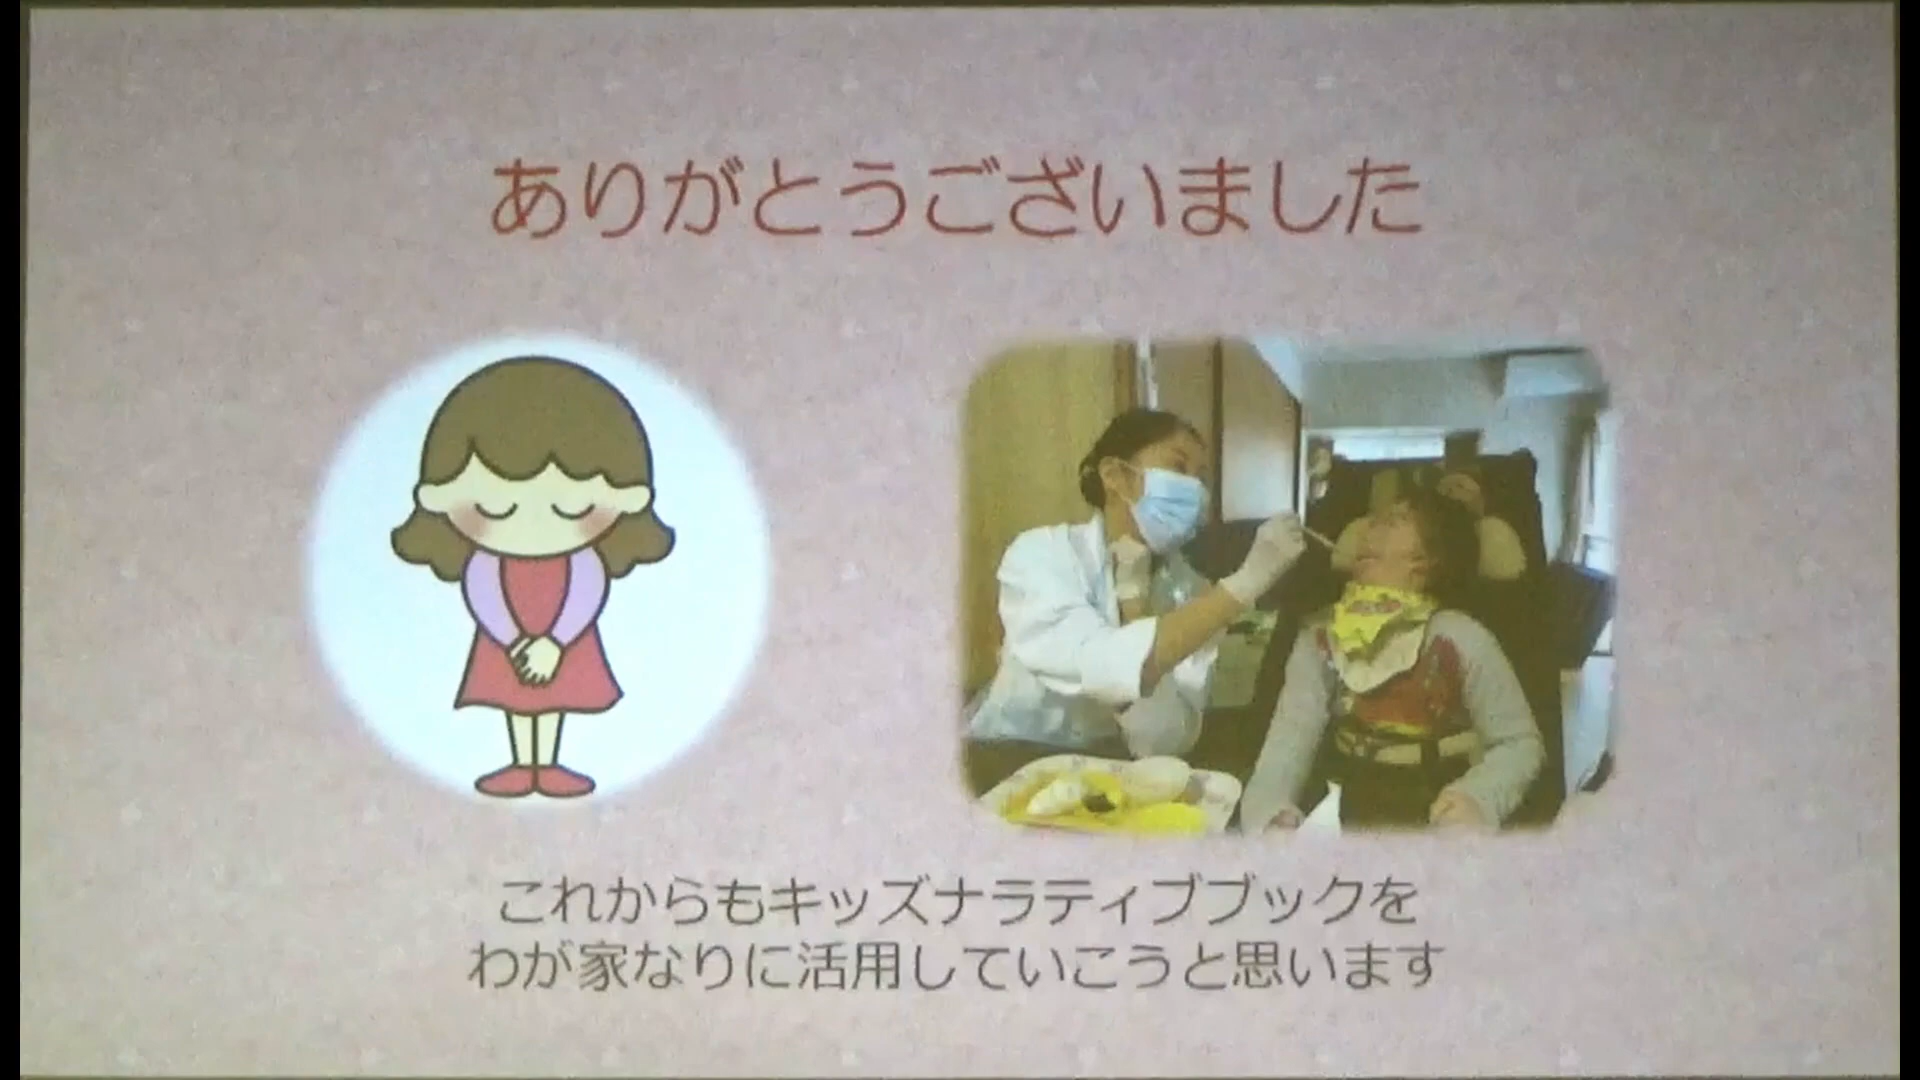 ありがとうございました
これからもキッズナラティブブックを
わが家なりに活用していこうと思います